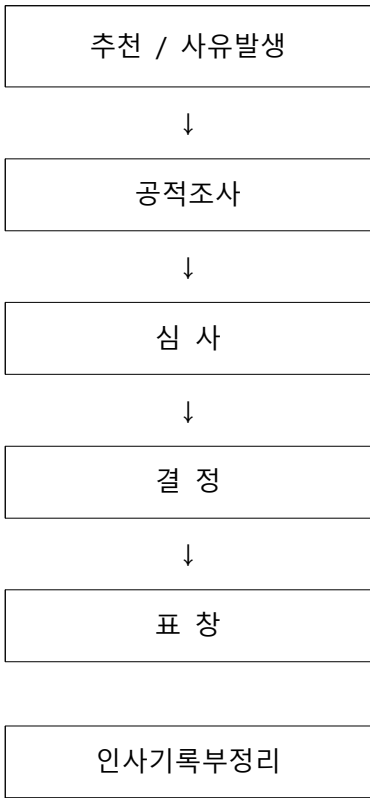 추천 / 사유발생
↓
공적조사
↓
심 사
↓
결 정
↓
표 창
인사기록부정리